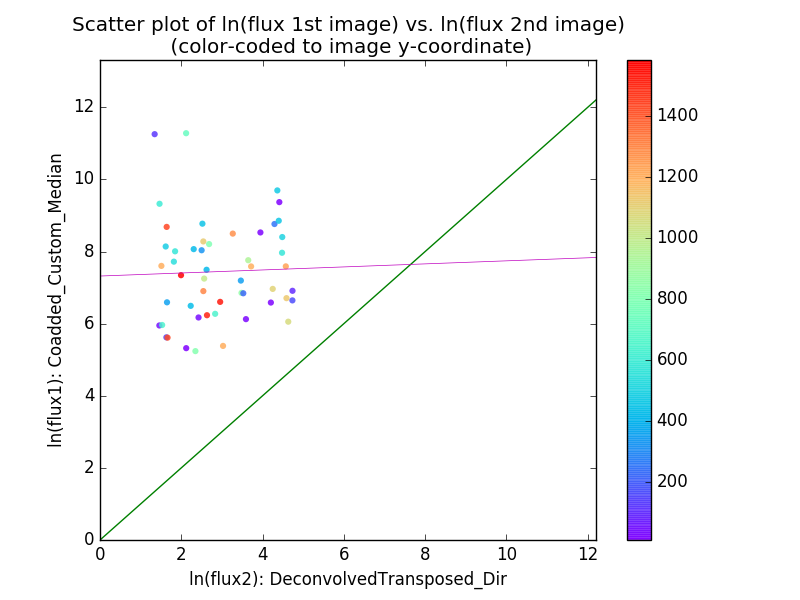 Scatter plot of ln(flux 1st image) vs. ln(flux 2nd image)
(color-coded to image y-coordinate)
ln(flux1): Coadded_Custom_Median
12
10
8
6
4
2
0
0 2 4 6 8 10 12
ln(flux2): DeconvolvedTransposed_Dir
1400
1200
1000
800
600
400
200